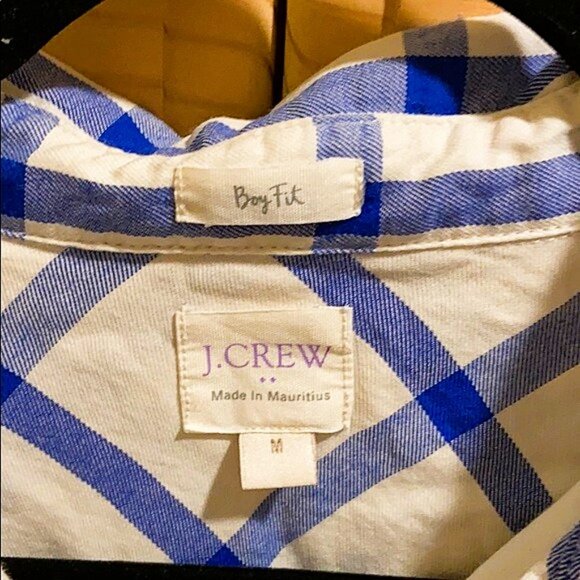 Boy Fit
J.CREW
••
Made In Mauritius
M